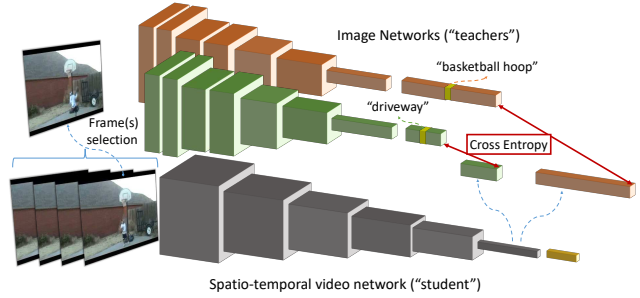 Image Networks (“teachers”)
“basketball hoop”
“driveway”
Frame(s)
selection
Cross Entropy
Spatio-temporal video network (“student”)